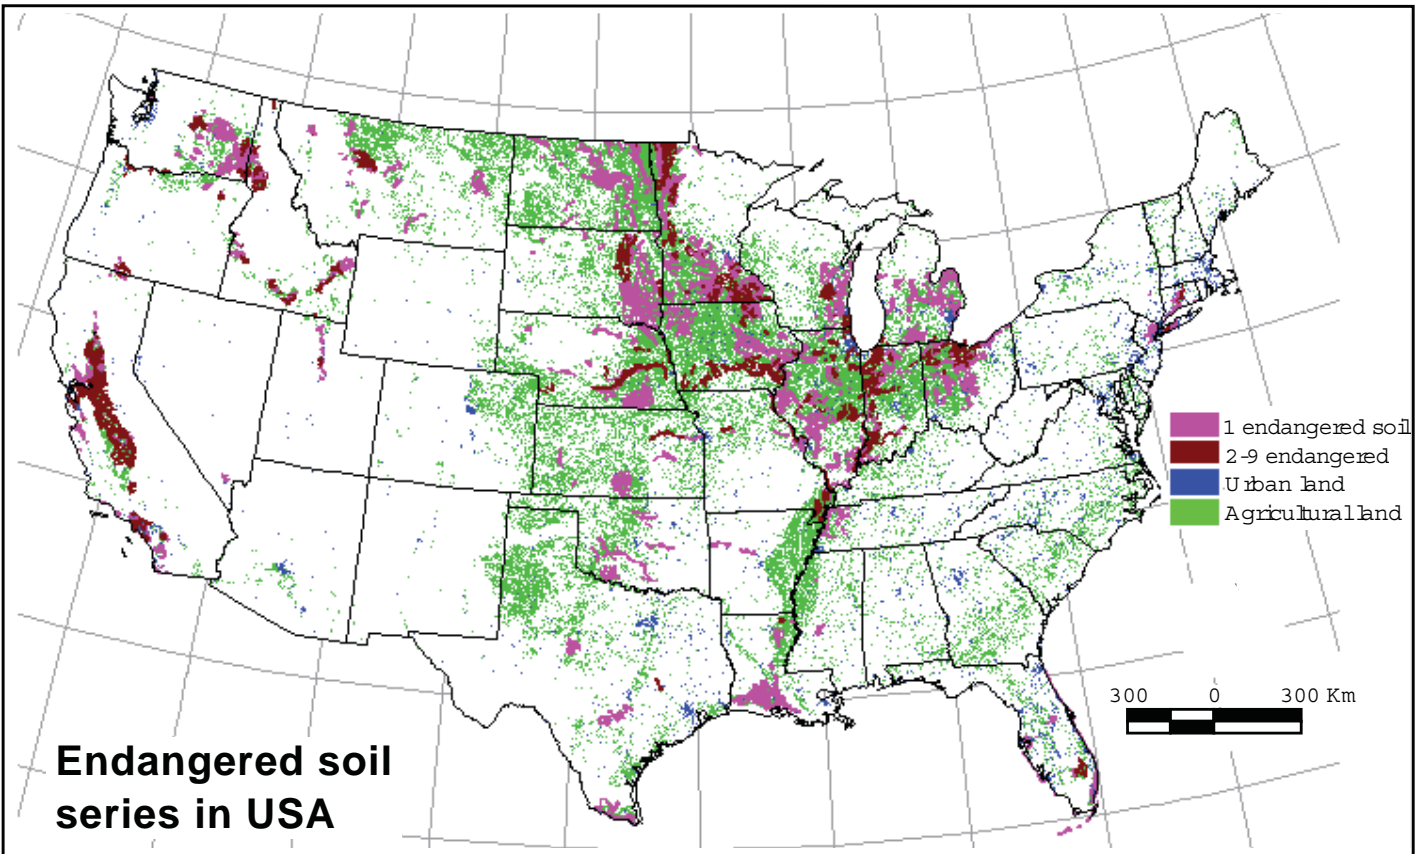 1 endangered soil
2-9 endangered
Urban land
Agricultural land
300 0 300 Km
Endangered soil
series in USA